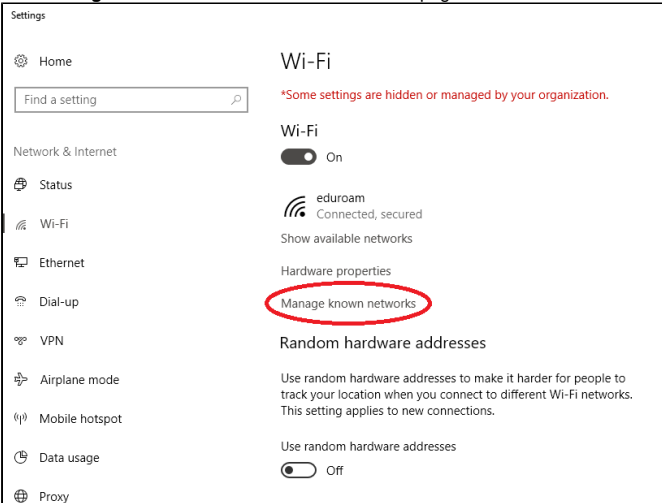 Settings
Home
Find a setting
Network & Internet
Status
Wi-Fi
Ethernet
Dial-up
VPN
Airplane mode
Mobile hotspot
Data usage
Proxy
Wi-Fi
*Some settings are hidden or managed by your organization.
Wi-Fi
On
eduroam
Connected, secured
Show available networks
Hardware properties
Manage known networks
Random hardware addresses
Use random hardware addresses to make it harder for people to
track your location when you connect to different Wi-Fi networks.
This setting applies to new connections.
Use random hardware addresses
Off